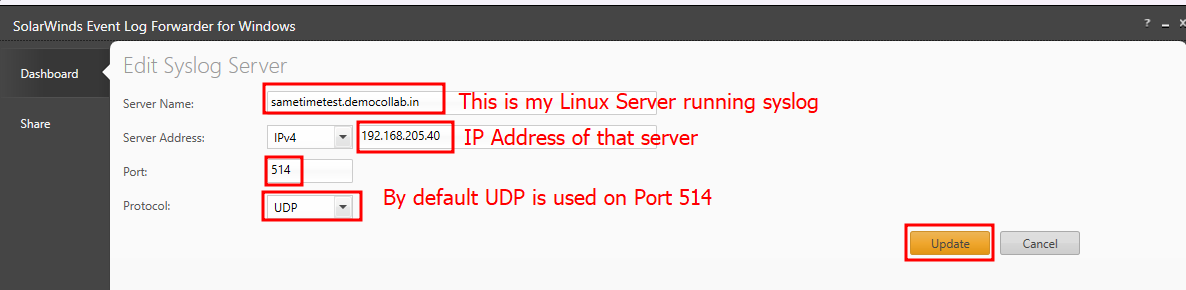 SolarWinds Event Log Forwarder for Windows ? – X
Dashboard
Edit Syslog Server
Server Name: sametimetest.democollab.in This is my Linux Server running syslog
Server Address: IPv4 192.168.205.40 IP Address of that server
Share
Port: 514
Protocol: UDP By default UDP is used on Port 514
Update Cancel